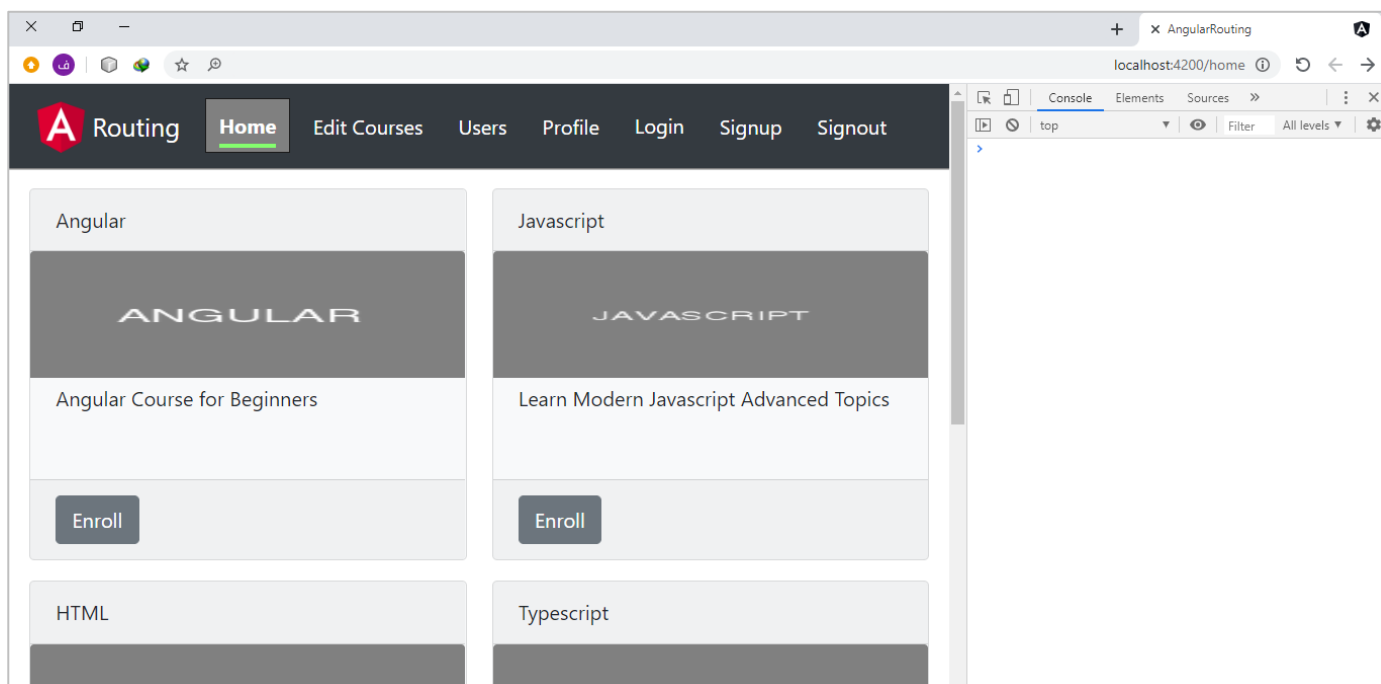 AngularRouting
ف
localhost:4200/home
Routing Home Edit Courses Users Profile Login Signup Signout
Console Elements Sources
top Filter All levels
Angular
ANGULAR
Angular Course for Beginners
Enroll
Javascript
JAVASCRIPT
Learn Modern Javascript Advanced Topics
Enroll
HTML
Typescript